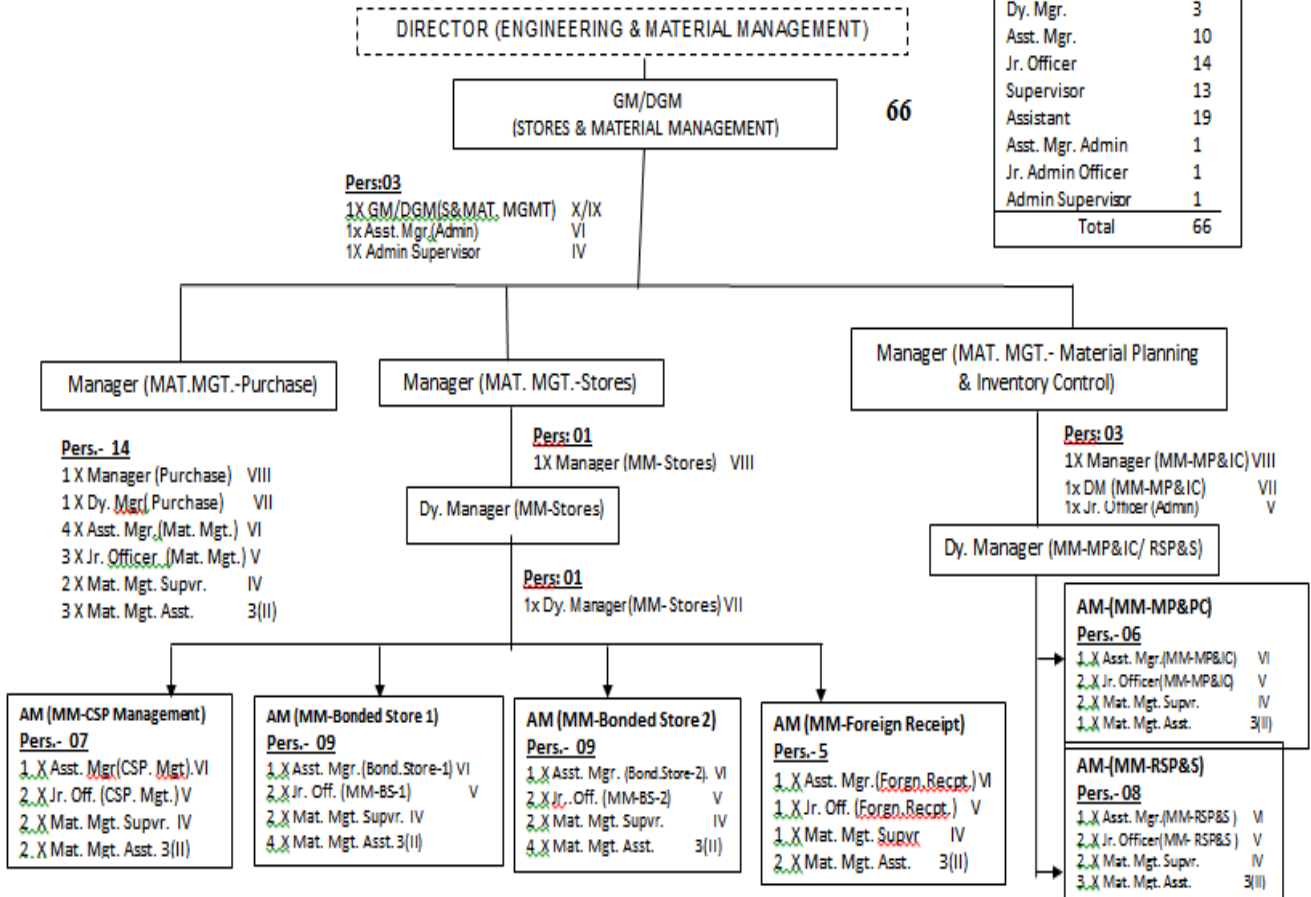 DIRECTOR (ENGINEERING & MATERIAL MANAGEMENT)
GM/DGM
(STORES & MATERIAL MANAGEMENT)
66
Dy. Mgr. 3
Asst. Mgr. 10
Jr. Officer 14
Supervisor 13
Assistant 19
Asst. Mgr. Admin 1
Jr. Admin Officer 1
Admin Supervisor 1
Total 66
Pers:03
1X GM/DGM(S&MAT. MGMT) X/IX
1x Asst. Mgr.(Admin) VI
1X Admin Supervisor IV
Manager (MAT.MGT.-Purchase)
Pers.- 14
1 X Manager (Purchase) VIII
1 X Dy. Mgr( Purchase) VII
4 X Asst. Mgr.(Mat. Mgt.) VI
3 X Jr. Officer (Mat. Mgt.) V
2 X Mat. Mgt. Supvr. IV
3 X Mat. Mgt. Asst. 3(II)
Manager (MAT. MGT.-Stores)
Pers: 01
1X Manager (MM- Stores) VIII
Dy. Manager (MM-Stores)
Pers: 01
1x Dy. Manager(MM- Stores) VII
Manager (MAT. MGT.- Material Planning
& Inventory Control)
Pers: 03
1X Manager (MM-MP&IC) VIII
1x DM (MM-MP&IC) VII
1x Jr. Officer (Admin) V
Dy. Manager (MM-MP&IC/ RSP&S)
AM (MM-CSP Management)
Pers.- 07
1 X Asst. Mgr(CSP. Mgt).VI
2 X Jr. Off. (CSP. Mgt.) V
2 X Mat. Mgt. Supvr. IV
2 X Mat. Mgt. Asst. 3(II)
AM (MM-Bonded Store 1)
Pers.- 09
1 X Asst. Mgr.(Bond.Store-1) VI
2 X Jr. Off. (MM-BS-1) V
2 X Mat. Mgt. Supvr. IV
4 X Mat. Mgt. Asst. 3(II)
AM (MM-Bonded Store 2)
Pers.- 09
1 X Asst. Mgr. (Bond.Store-2). VI
2 X Jr. .Off. (MM-BS-2) V
2 X Mat. Mgt. Supvr. IV
4 X Mat. Mgt. Asst. 3(II)
AM (MM-Foreign Receipt)
Pers.- 5
1 X Asst. Mgr.(Forgn.Recpt.) VI
1 X Jr. Off. (Forgn.Recpt.) V
1 X Mat. Mgt. Supvr IV
2 X Mat. Mgt. Asst. 3(II)
AM-(MM-MP&PC)
Pers.- 06
1 X Asst. Mgr.(MM-MP&IC) VI
2 X Jr. Officer(MM-MP&IC) V
2 X Mat. Mgt. Supvr. IV
1 X Mat. Mgt. Asst. 3(II)
AM-(MM-RSP&S)
Pers.- 08
1 X Asst. Mgr.(MM- RSP&S ) VI
2 X Jr. Officer(MM- RSP&S ) V
2 X Mat. Mgt. Supvr. IV
3 X Mat. Mgt. Asst. 3(II)